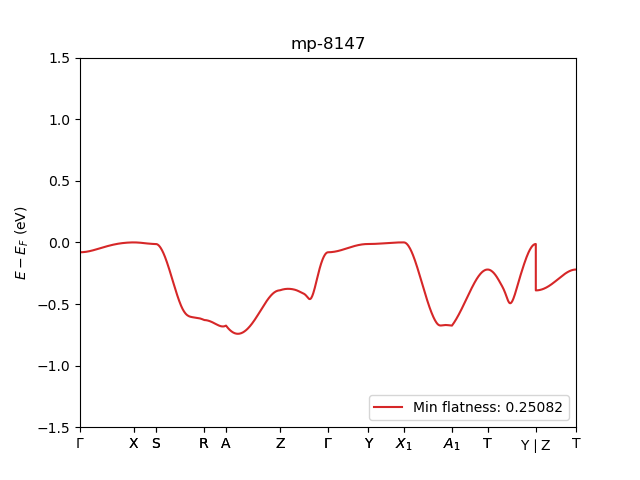 mp-8147
E − E_F (eV)
1.5
1.0
0.5
0.0
−0.5
−1.0
−1.5
Min flatness: 0.25082
Γ X S R A Z Γ Y X₁ A₁ T Y | Z T